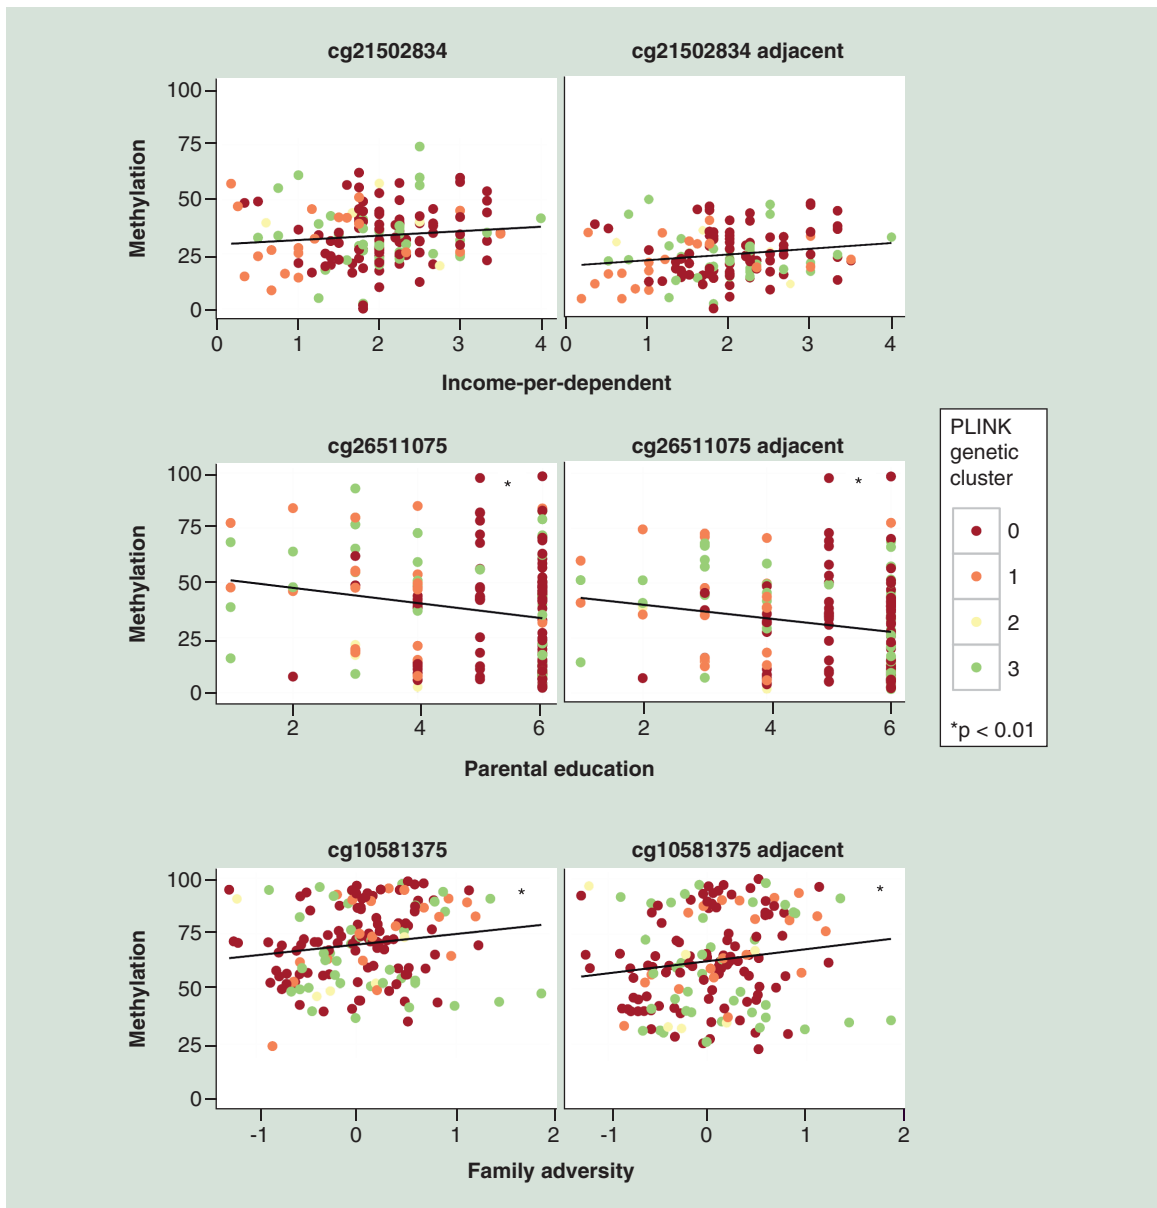 cg21502834 cg21502834 adjacent
Methylation
100
75
50
25
0
0 1 2 3 4 0 1 2 3 4
Income-per-dependent
cg26511075 cg26511075 adjacent
Methylation
100
75
50
25
0
* *
2 4 6 2 4 6
Parental education
PLINK
genetic
cluster
0
1
2
3
*p < 0.01
cg10581375 cg10581375 adjacent
Methylation
100
75
50
25
0
* *
-1 0 1 2 -1 0 1 2
Family adversity